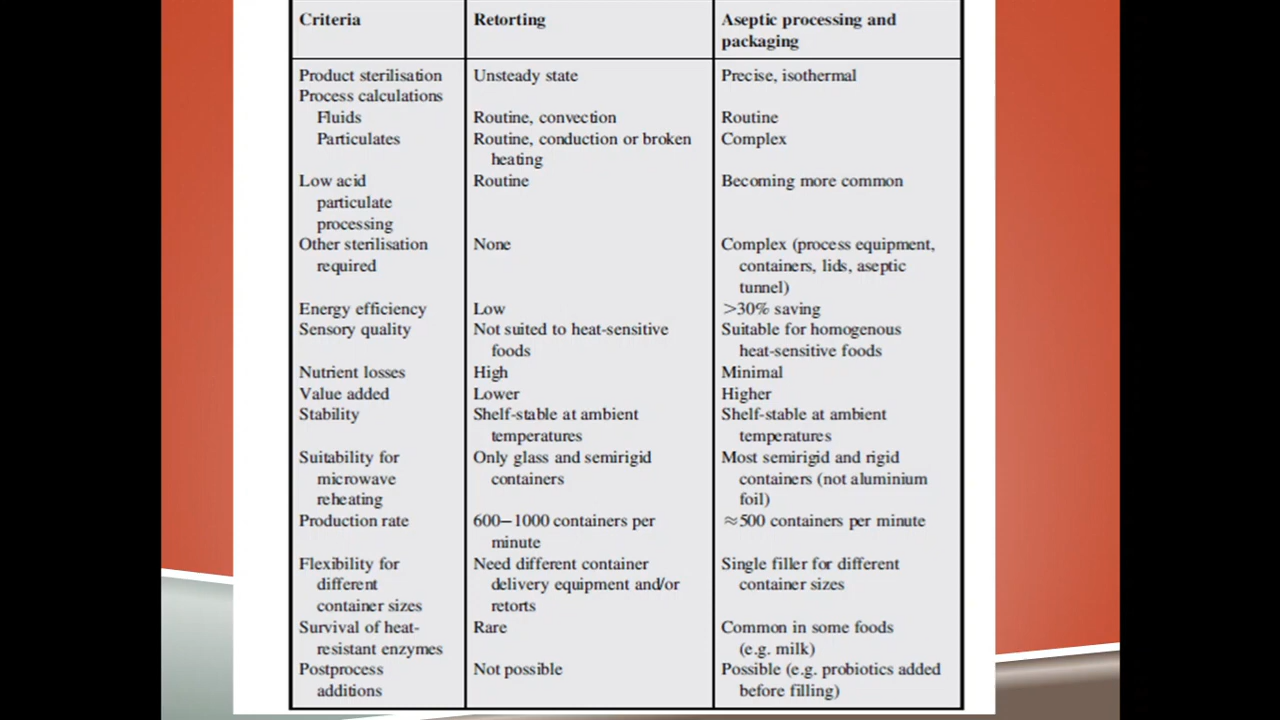 Criteria Retorting Aseptic processing and
packaging
Product sterilisation Unsteady state Precise, isothermal
Process calculations
Fluids Routine, convection Routine
Particulates Routine, conduction or broken Complex
heating
Low acid Routine Becoming more common
particulate
processing
Other sterilisation None Complex (process equipment,
required containers, lids, aseptic
tunnel)
Energy efficiency Low >30% saving
Sensory quality Not suited to heat-sensitive Suitable for homogenous
foods heat-sensitive foods
Nutrient losses High Minimal
Value added Lower Higher
Stability Shelf-stable at ambient Shelf-stable at ambient
temperatures temperatures
Suitability for Only glass and semirigid Most semirigid and rigid
microwave containers containers (not aluminium
reheating foil)
Production rate 600–1000 containers per ≈500 containers per minute
minute
Flexibility for Need different container Single filler for different
different delivery equipment and/or container sizes
container sizes retorts
Survival of heat- Rare Common in some foods
resistant enzymes (e.g. milk)
Postprocess Not possible Possible (e.g. probiotics added
additions before filling)